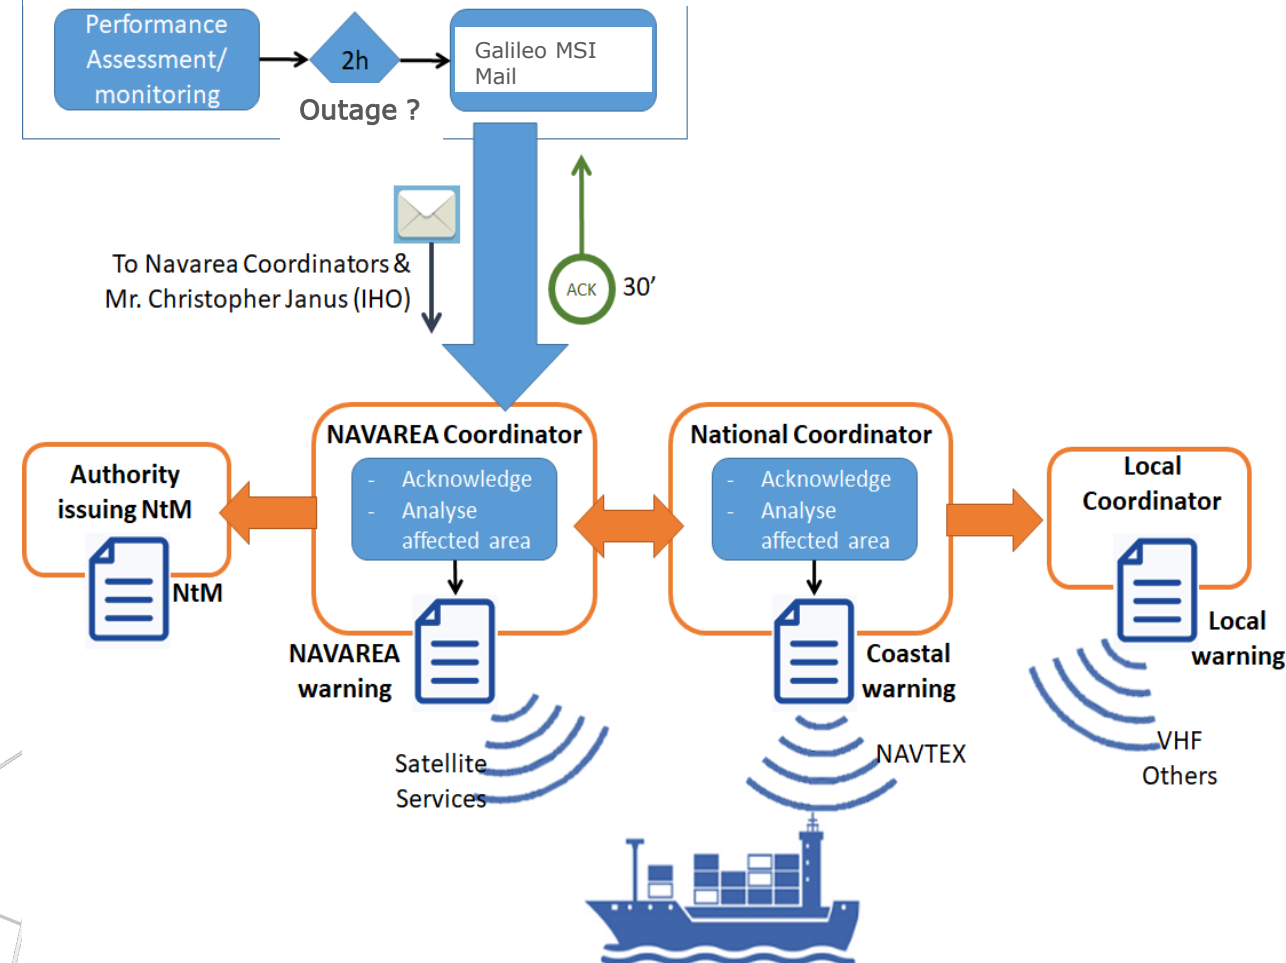 Performance
Assessment/
monitoring
2h
Outage ?
Galileo MSI
Mail
To Navarea Coordinators &
Mr. Christopher Janus (IHO)
ACK
30’
Authority
issuing NtM
NtM
NAVAREA Coordinator
- Acknowledge
- Analyse
affected area
NAVAREA
warning
Satellite
Services
National Coordinator
- Acknowledge
- Analyse
affected area
Coastal
warning
NAVTEX
Local
Coordinator
Local
warning
VHF
Others